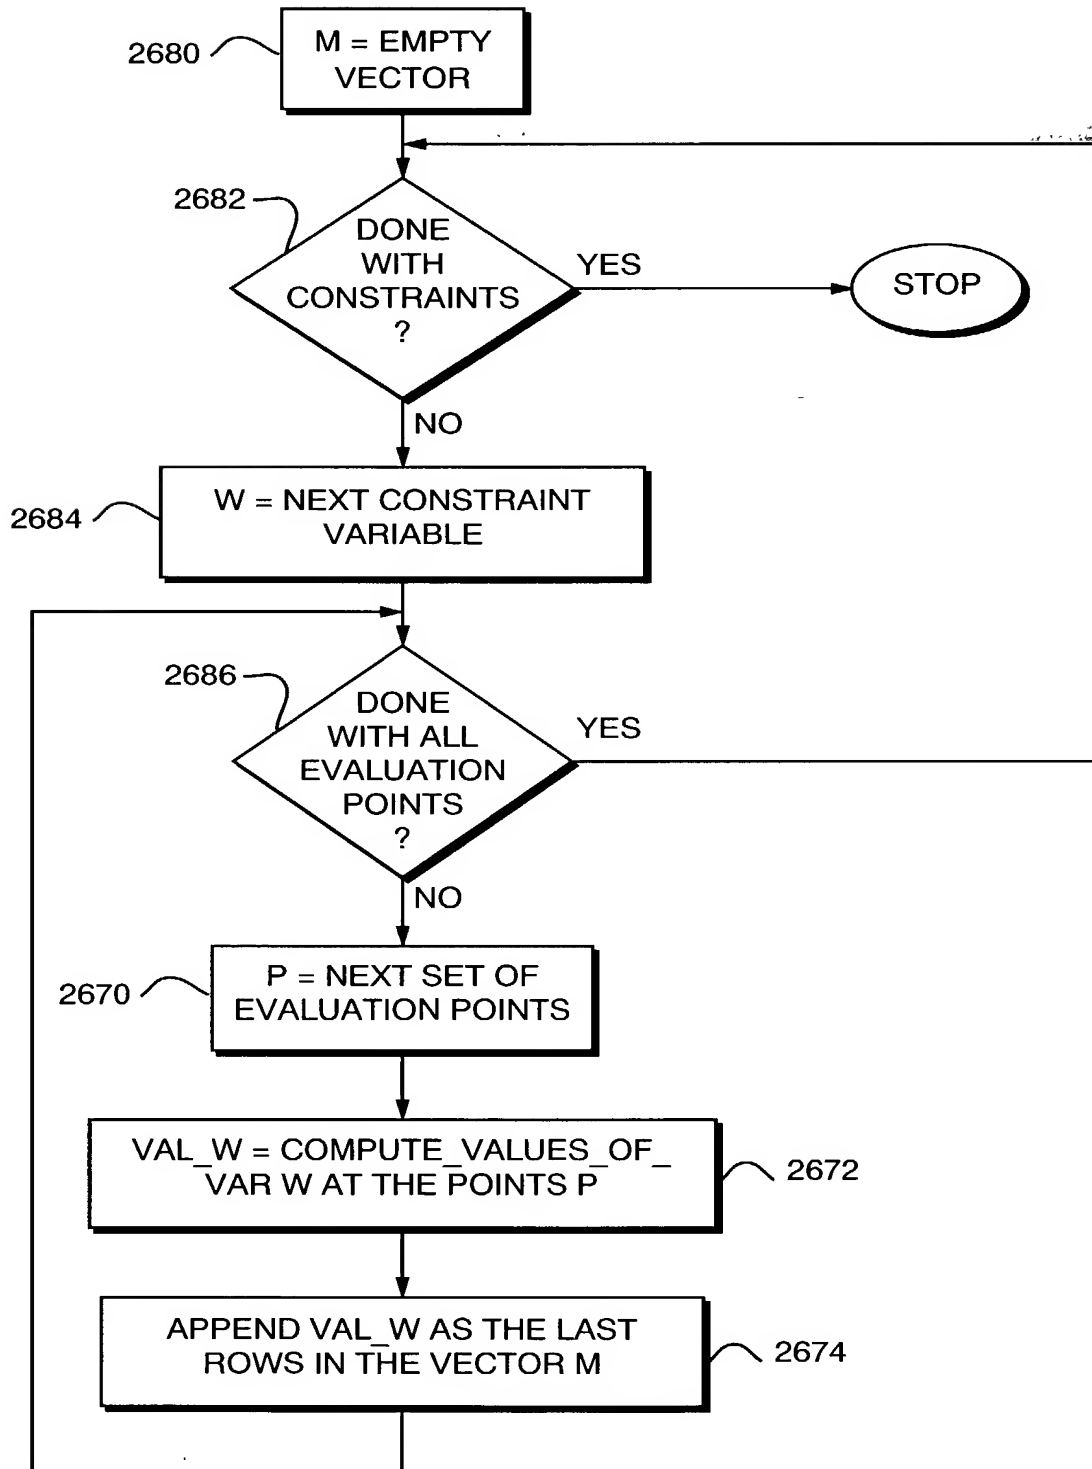 2680
M = EMPTY
VECTOR
2682
DONE
WITH
CONSTRAINTS
?
YES
STOP
NO
2684
W = NEXT CONSTRAINT
VARIABLE
2686
DONE
WITH ALL
EVALUATION
POINTS
?
YES
NO
2670
P = NEXT SET OF
EVALUATION POINTS
VAL_W = COMPUTE_VALUES_OF_
VAR W AT THE POINTS P
2672
APPEND VAL_W AS THE LAST
ROWS IN THE VECTOR M
2674